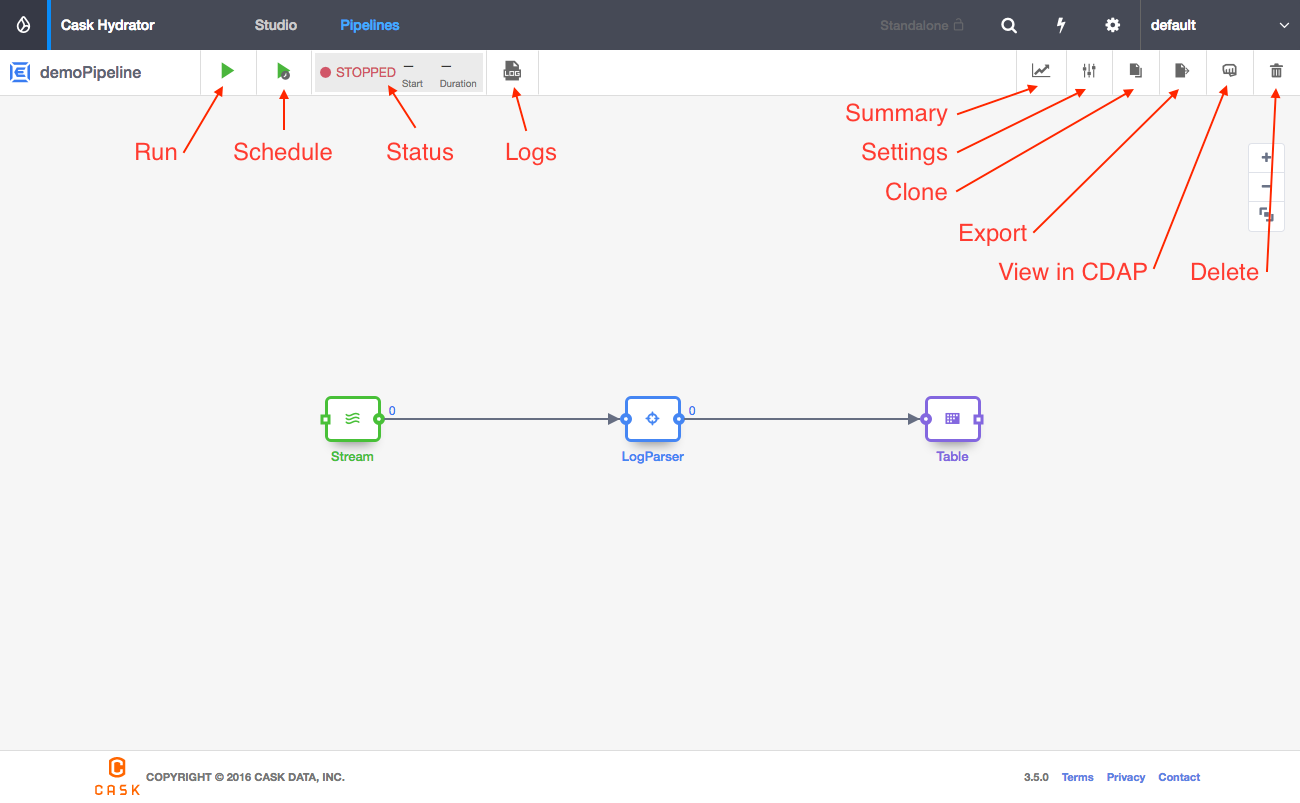 Cask Hydrator
Studio
Pipelines
Standalone
default
demoPipeline
STOPPED
–
Start
–
Duration
LOG
Run
Schedule
Status
Logs
Summary
Settings
Clone
Export
View in CDAP
Delete
+
−
0
0
Stream
LogParser
Table
CASK
COPYRIGHT © 2016 CASK DATA, INC.
3.5.0
Terms
Privacy
Contact